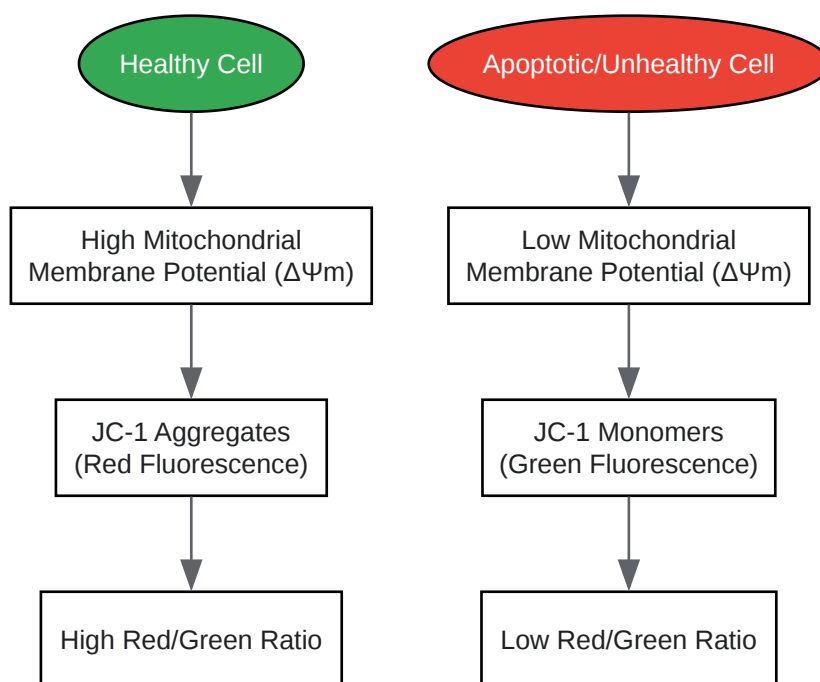 Healthy Cell
High Mitochondrial
Membrane Potential (ΔΨm)
JC-1 Aggregates
(Red Fluorescence)
High Red/Green Ratio
Apoptotic/Unhealthy Cell
Low Mitochondrial
Membrane Potential (ΔΨm)
JC-1 Monomers
(Green Fluorescence)
Low Red/Green Ratio